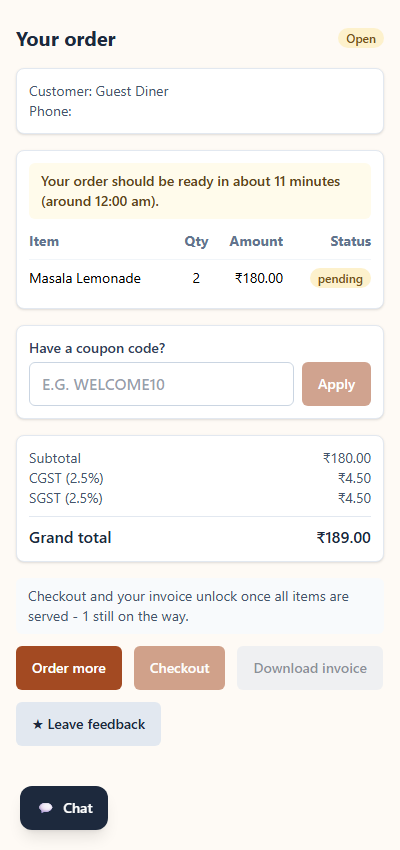 Your order
Open
Customer: Guest Diner
Phone:
Your order should be ready in about 11 minutes
(around 12:00 am).
Item Qty Amount Status
Masala Lemonade 2 ₹180.00 pending
Have a coupon code?
E.G. WELCOME10
Apply
Subtotal ₹180.00
CGST (2.5%) ₹4.50
SGST (2.5%) ₹4.50
Grand total ₹189.00
Checkout and your invoice unlock once all items are
served - 1 still on the way.
Order more Checkout Download invoice
★ Leave feedback
Chat